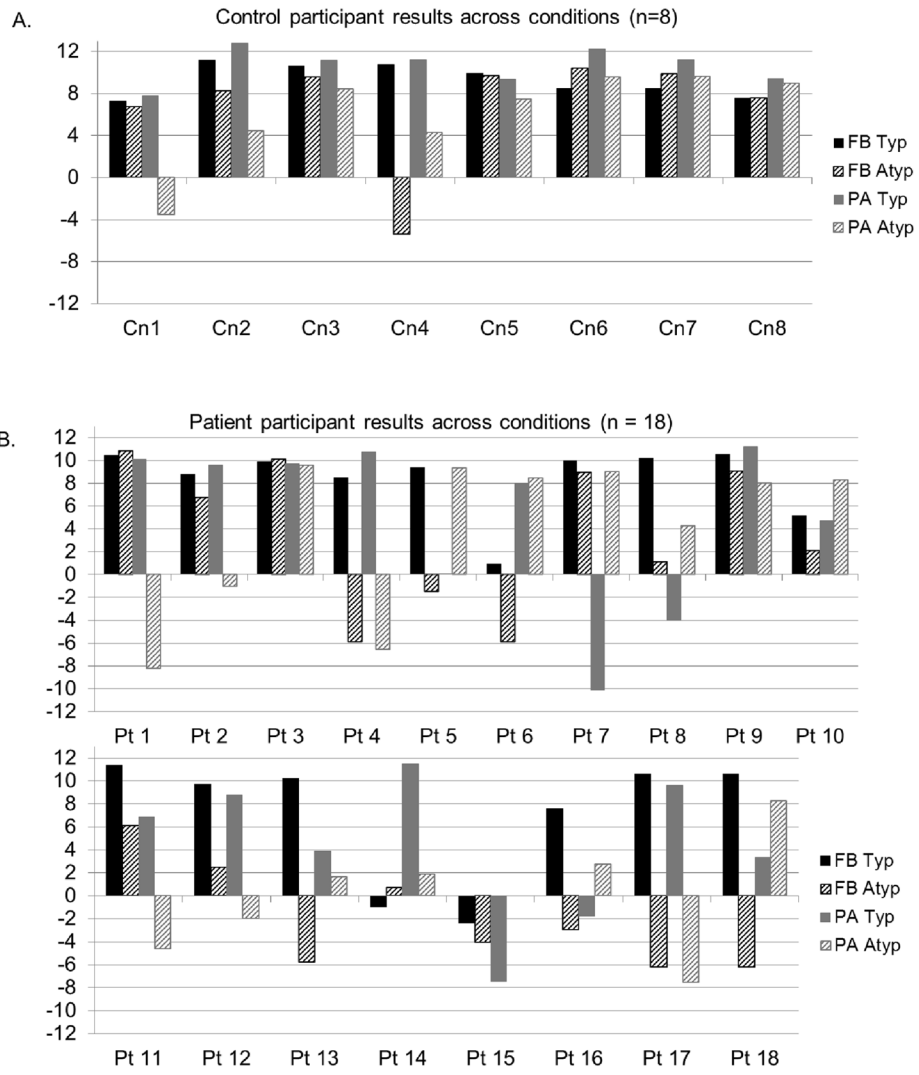 A.
Control participant results across conditions (n=8)
12
8
4
0
-4
-8
-12
Cn1 Cn2 Cn3 Cn4 Cn5 Cn6 Cn7 Cn8
FB Typ
FB Atyp
PA Typ
PA Atyp
B.
Patient participant results across conditions (n = 18)
12
10
8
6
4
2
0
-2
-4
-6
-8
-10
-12
Pt 1 Pt 2 Pt 3 Pt 4 Pt 5 Pt 6 Pt 7 Pt 8 Pt 9 Pt 10
12
10
8
6
4
2
0
-2
-4
-6
-8
-10
-12
Pt 11 Pt 12 Pt 13 Pt 14 Pt 15 Pt 16 Pt 17 Pt 18
FB Typ
FB Atyp
PA Typ
PA Atyp